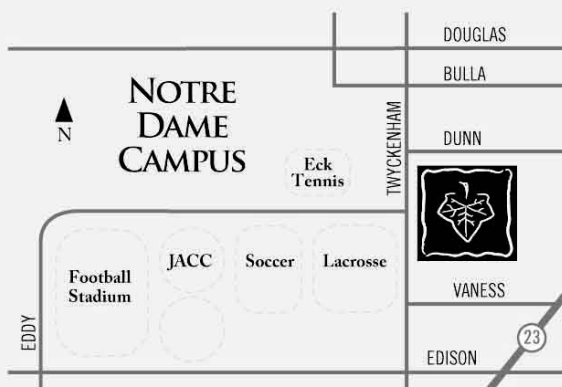 DOUGLAS
BULLA
NOTRE
DAME
CAMPUS
N
TWYCKENHAM
DUNN
Eck
Tennis
JACC
Soccer
Lacrosse
Football
Stadium
VANESS
EDDY
23
EDISON